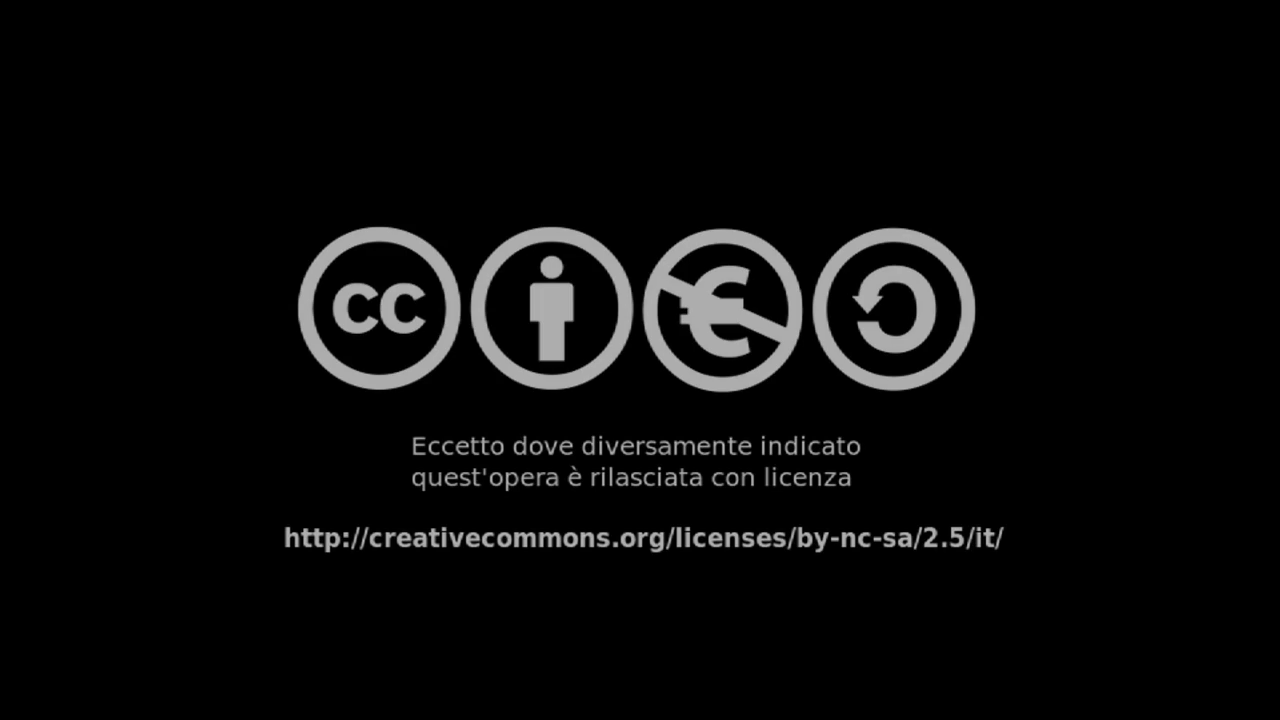 cc
Eccetto dove diversamente indicato
quest'opera è rilasciata con licenza
http://creativecommons.org/licenses/by-nc-sa/2.5/it/